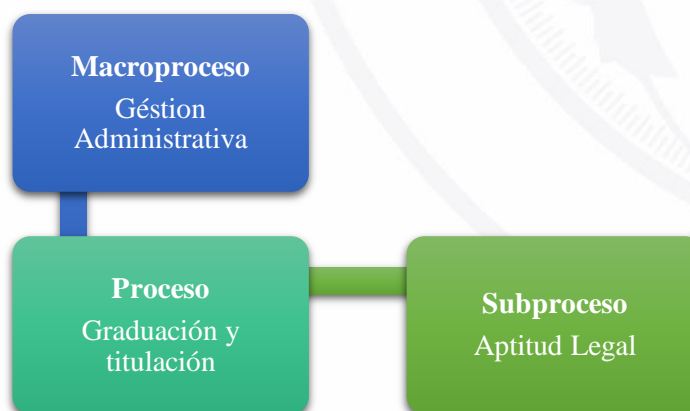 Macroproceso
Géstion
Administrativa
Proceso
Graduación y
titulación
Subproceso
Aptitud Legal